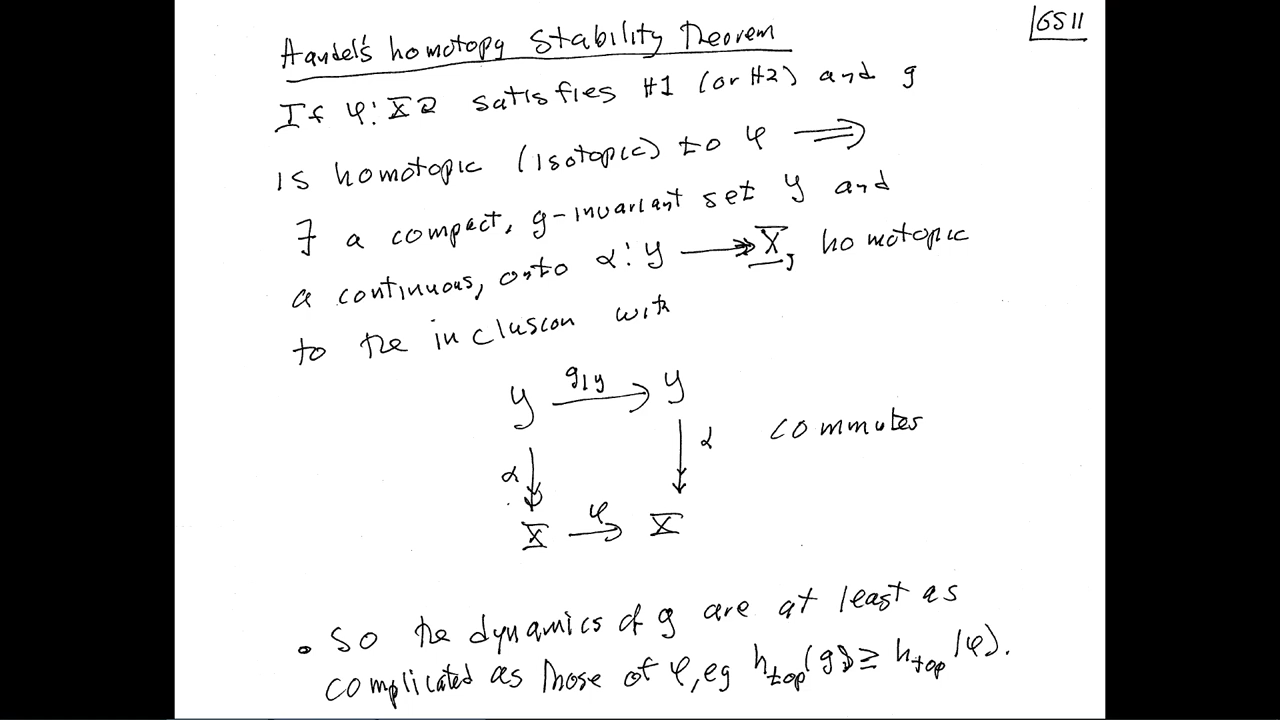 GS11
Handel's homotopy Stability Theorem
If φ: X ↻ satisfies H1 (or H2) and g
is homotopic (isotopic) to φ ⟹
∃ a compact, g-invariant set Y and
a continuous, onto α: Y ↠ X, homotopic
to the inclusion with
Y g|Y → Y
α ↓ ↓ α commutes
X φ → X
• So the dynamics of g are at least as
complicated as those of φ, eg h_top(g) ≥ h_top(φ).